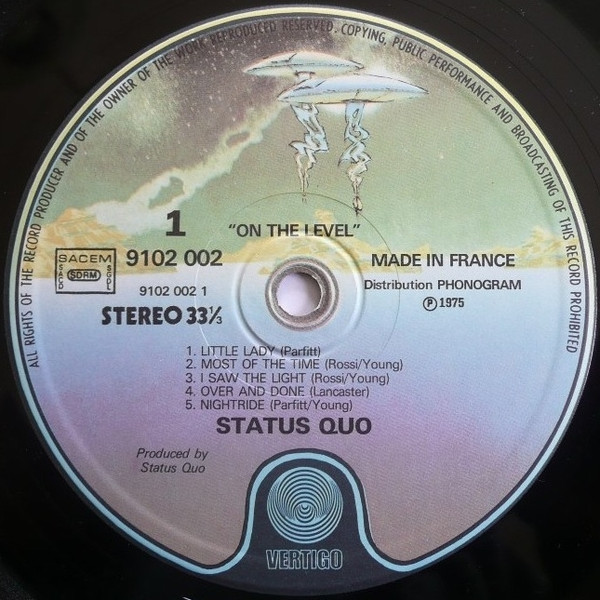 ALL RIGHTS OF THE RECORD PRODUCER AND OF THE OWNER OF THE WORK REPRODUCED RESERVED. COPYING, PUBLIC PERFORMANCE AND BROADCASTING OF THIS RECORD PROHIBITED
1
"ON THE LEVEL"
SACEM
SACD
SDRM
SGDL
9102 002
MADE IN FRANCE
9102 002 1
Distribution PHONOGRAM
Ⓟ 1975
STEREO 33⅓
1. LITTLE LADY (Parfitt)
2. MOST OF THE TIME (Rossi/Young)
3. I SAW THE LIGHT (Rossi/Young)
4. OVER AND DONE (Lancaster)
5. NIGHTRIDE (Parfitt/Young)
STATUS QUO
Produced by
Status Quo
VERTIGO